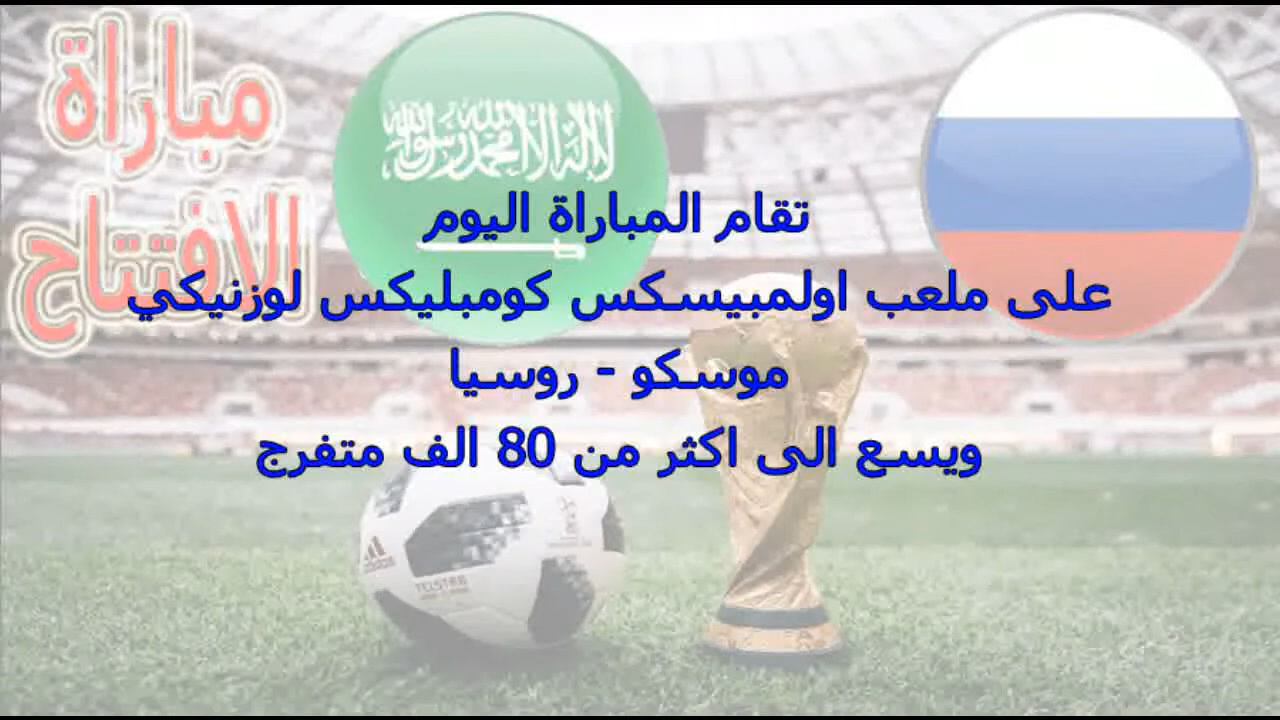 مباراة
الافتتاح
لا إله إلا الله محمد رسول الله
تقام المباراة اليوم
على ملعب اولمبيسكس كومبليكس لوزنيكي
موسكو - روسيا
ويسع الى اكثر من 80 الف متفرج
adidas
TELSTAR